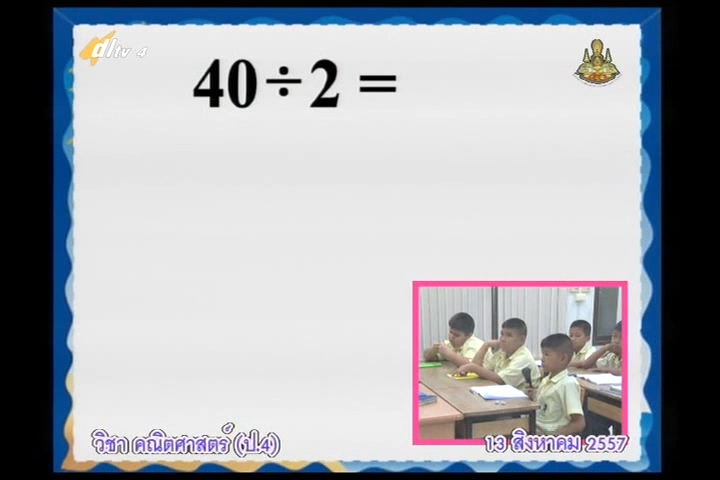 dltv 4
40÷2 =
วิชา คณิตศาสตร์ (ป.4)
13 สิงหาคม 2557